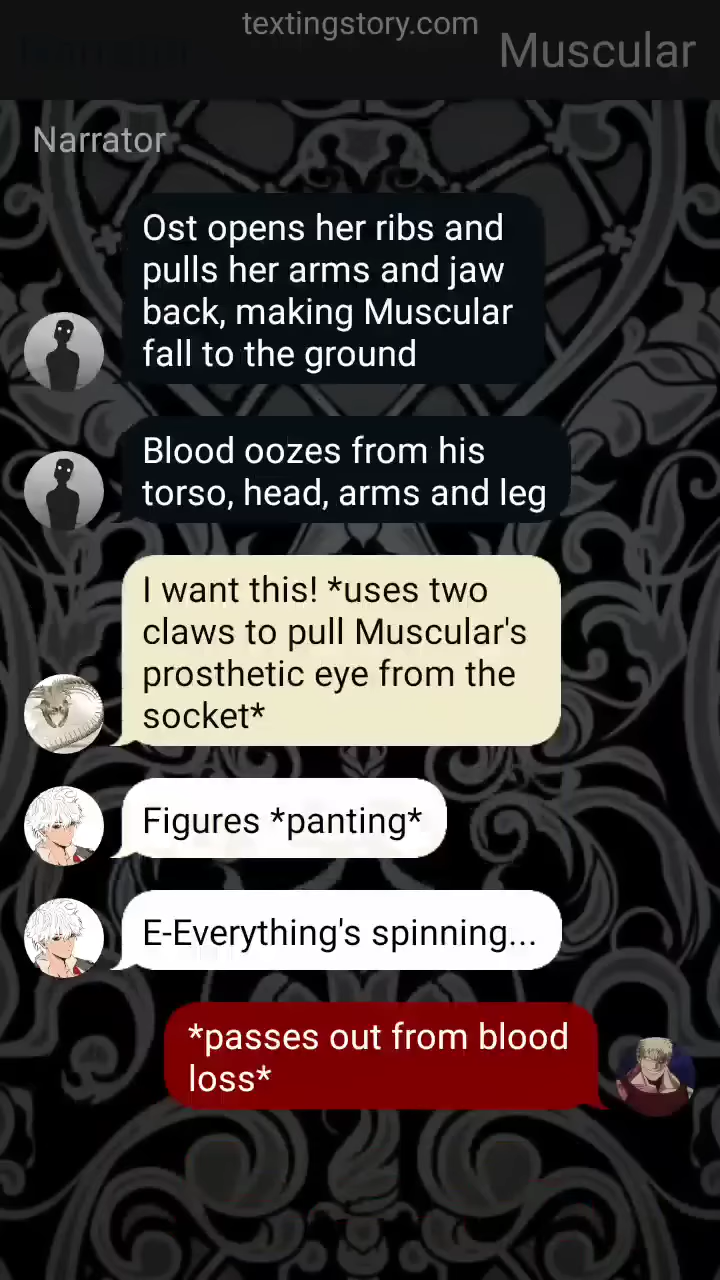 textingstory.com
Narrator
Muscular
Narrator
Ost opens her ribs and
pulls her arms and jaw
back, making Muscular
fall to the ground
Blood oozes from his
torso, head, arms and leg
I want this! *uses two
claws to pull Muscular's
prosthetic eye from the
socket*
Figures *panting*
E-Everything's spinning...
*passes out from blood
loss*